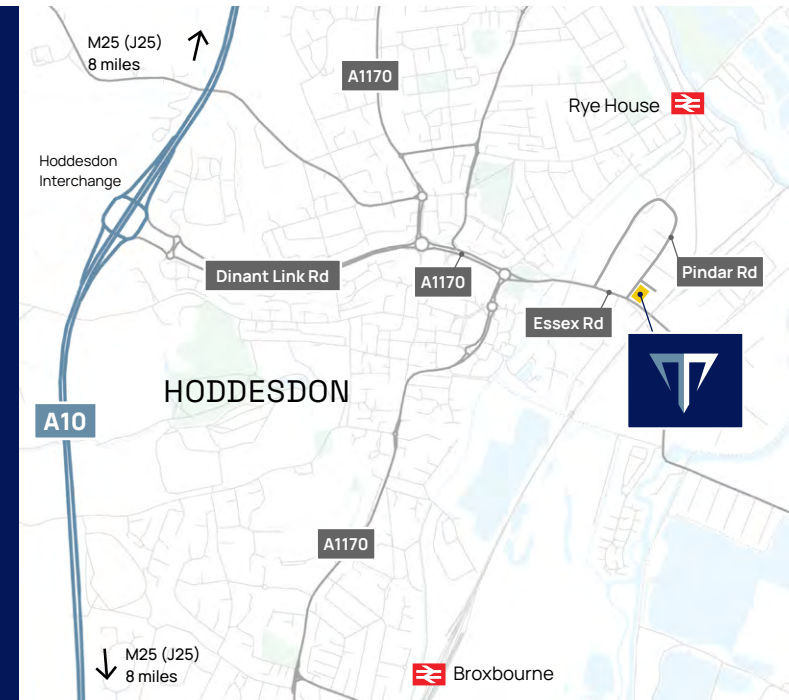 M25 (J25)
8 miles
A1170
Rye House
Hoddesdon
Interchange
Dinant Link Rd
A1170
Pindar Rd
Essex Rd
HODDESDON
A10
A1170
M25 (J25)
8 miles
Broxbourne